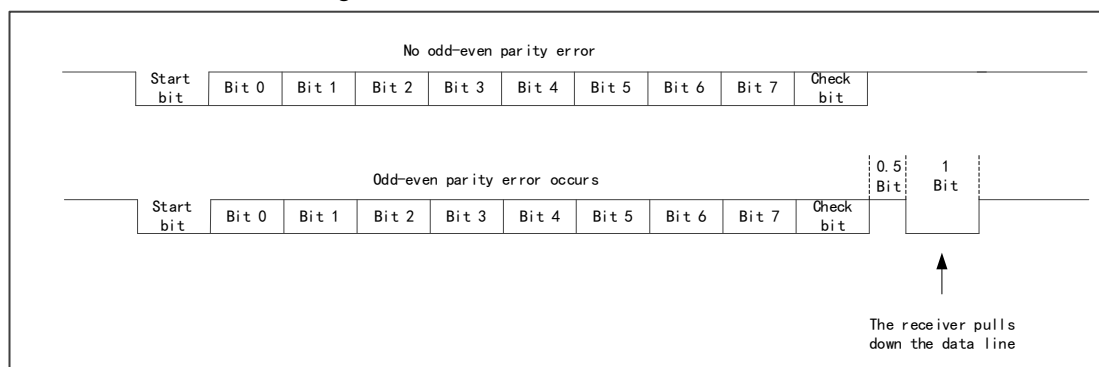 No odd-even parity error
Start bit Bit 0 Bit 1 Bit 2 Bit 3 Bit 4 Bit 5 Bit 6 Bit 7 Check bit
0.5 Bit 1 Bit
Odd-even parity error occurs
Start bit Bit 0 Bit 1 Bit 2 Bit 3 Bit 4 Bit 5 Bit 6 Bit 7 Check bit
The receiver pulls
down the data line